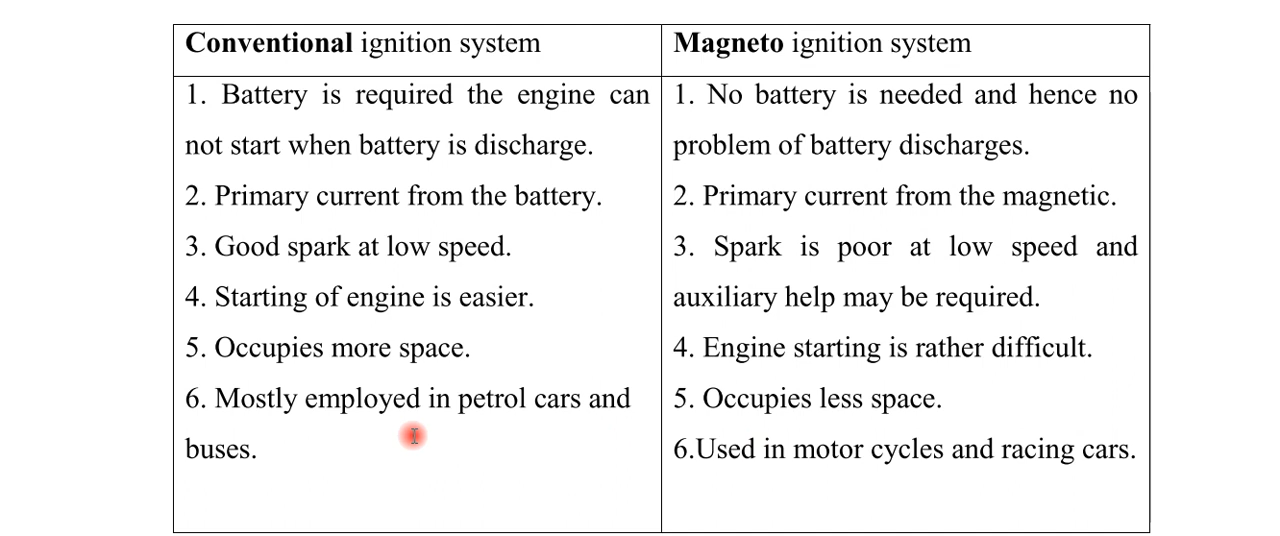 Conventional ignition system
1. Battery is required the engine can
not start when battery is discharge.
2. Primary current from the battery.
3. Good spark at low speed.
4. Starting of engine is easier.
5. Occupies more space.
6. Mostly employed in petrol cars and
buses.
Magneto ignition system
1. No battery is needed and hence no
problem of battery discharges.
2. Primary current from the magnetic.
3. Spark is poor at low speed and
auxiliary help may be required.
4. Engine starting is rather difficult.
5. Occupies less space.
6.Used in motor cycles and racing cars.